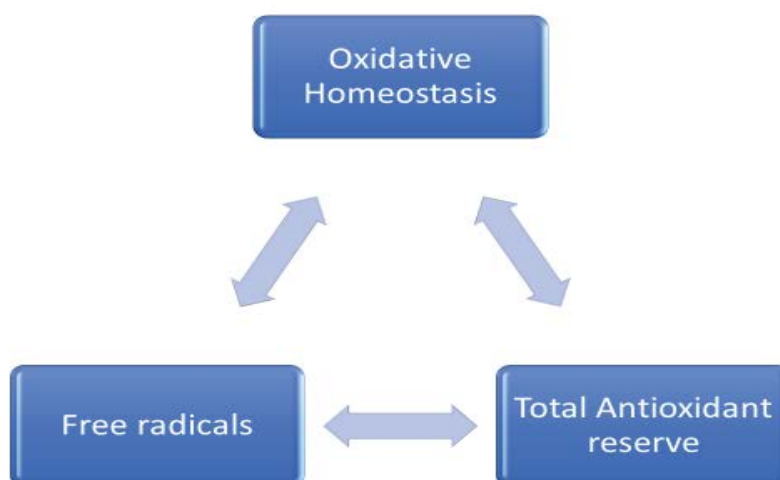 Oxidative
Homeostasis
Free radicals
Total Antioxidant
reserve